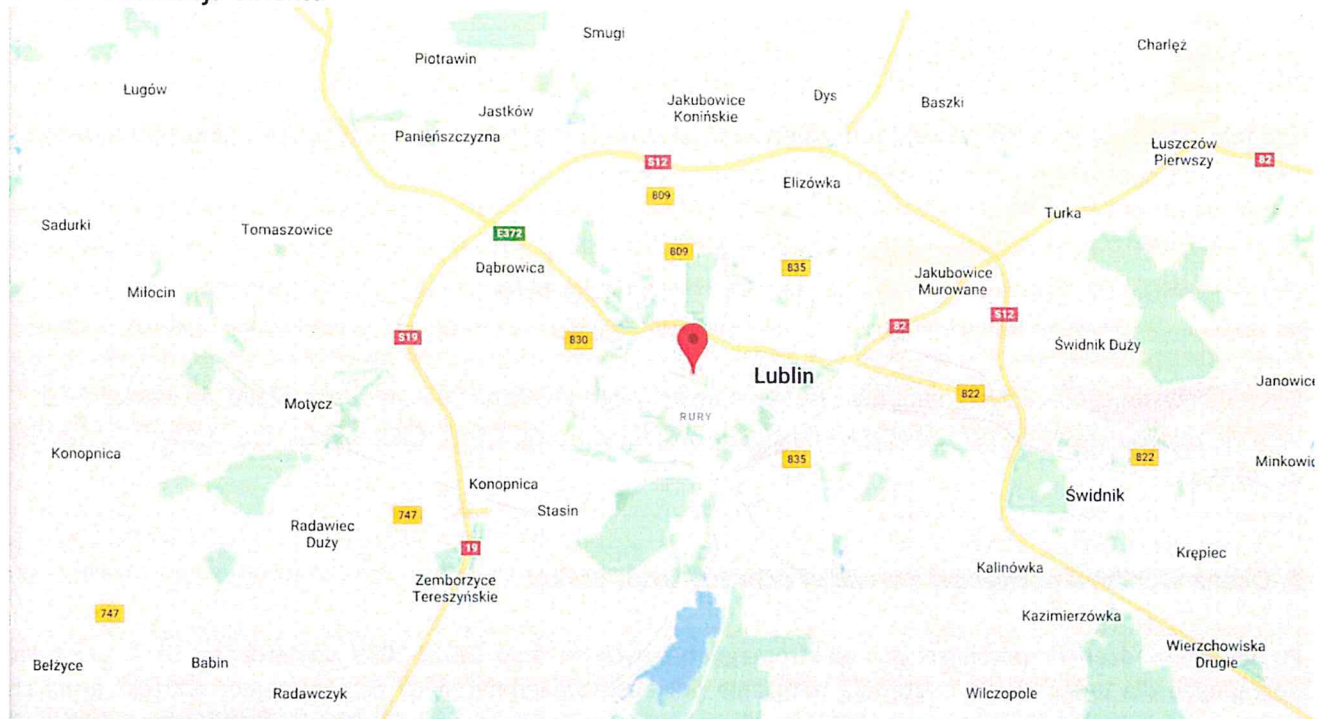 Smugi
Charlęż
Piotrawin
Ługów
Jastków
Jakubowice
Konińskie
Dys
Baszki
Panieńszczyzna
Łuszczów
Pierwszy
S12
82
Elizówka
809
Turka
Sadurki
Tomaszowice
E372
809
Dąbrowica
835
Jakubowice
Murowane
Miłocin
S12
82
S19
830
Świdnik Duży
Lublin
Janowice
822
Motycz
RURY
Konopnica
835
822
Konopnica
Świdnik
Stasin
747
Radawiec
Duży
19
Krępiec
Kalinówka
Zemborzyce
Tereszyńskie
747
Kazimierzówka
Wierzchowiska
Drugie
Bełżyce
Babin
Radawczyk
Wilczopole